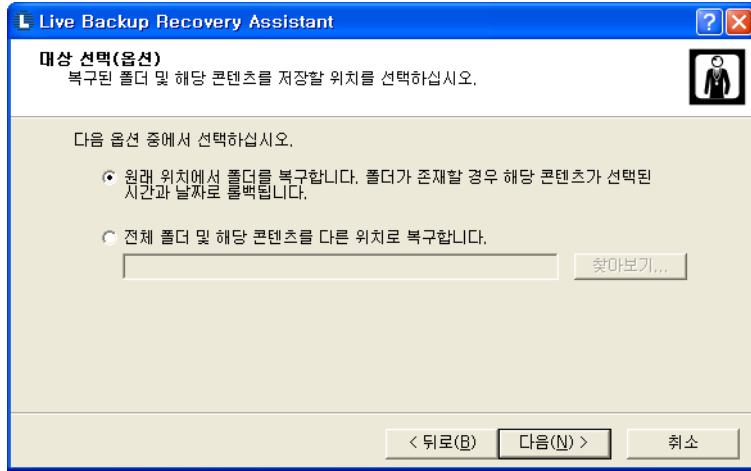 Live Backup Recovery Assistant
대상 선택(옵션)
복구된 폴더 및 해당 콘텐츠를 저장할 위치를 선택하십시오.
다음 옵션 중에서 선택하십시오.
원래 위치에서 폴더를 복구합니다. 폴더가 존재할 경우 해당 콘텐츠가 선택된
시간과 날짜로 롤백됩니다.
전체 폴더 및 해당 콘텐츠를 다른 위치로 복구합니다.
찾아보기...
< 뒤로(B) 다음(N) > 취소